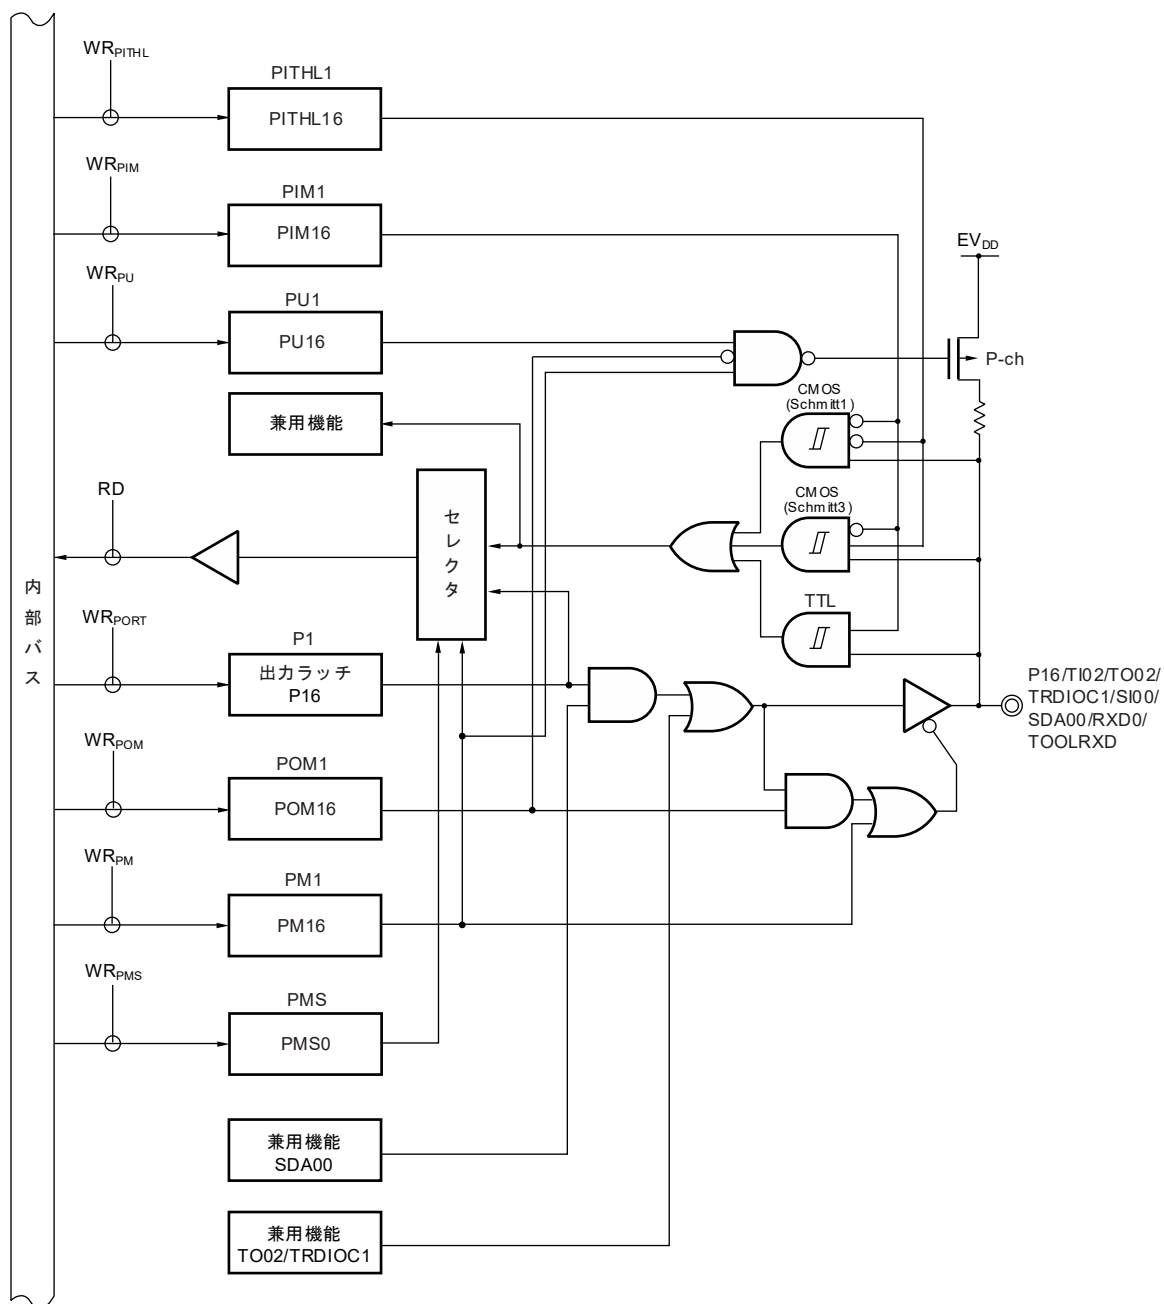 WRPITHL
PITHL1
PITHL16
WRPIM
PIM1
PIM16
EVDD
WRPU
PU1
PU16
P-ch
CMOS
(Schmitt1)
兼用機能
RD
セレクタ
CMOS
(Schmitt3)
内部バス
TTL
WRPORT
P1
出力ラッチ
P16
P16/TI02/TO02/
TRDIOC1/SI00/
SDA00/RXD0/
TOOLRXD
WRPOM
POM1
POM16
WRPM
PM1
PM16
WRPMS
PMS
PMS0
兼用機能
SDA00
兼用機能
TO02/TRDIOC1